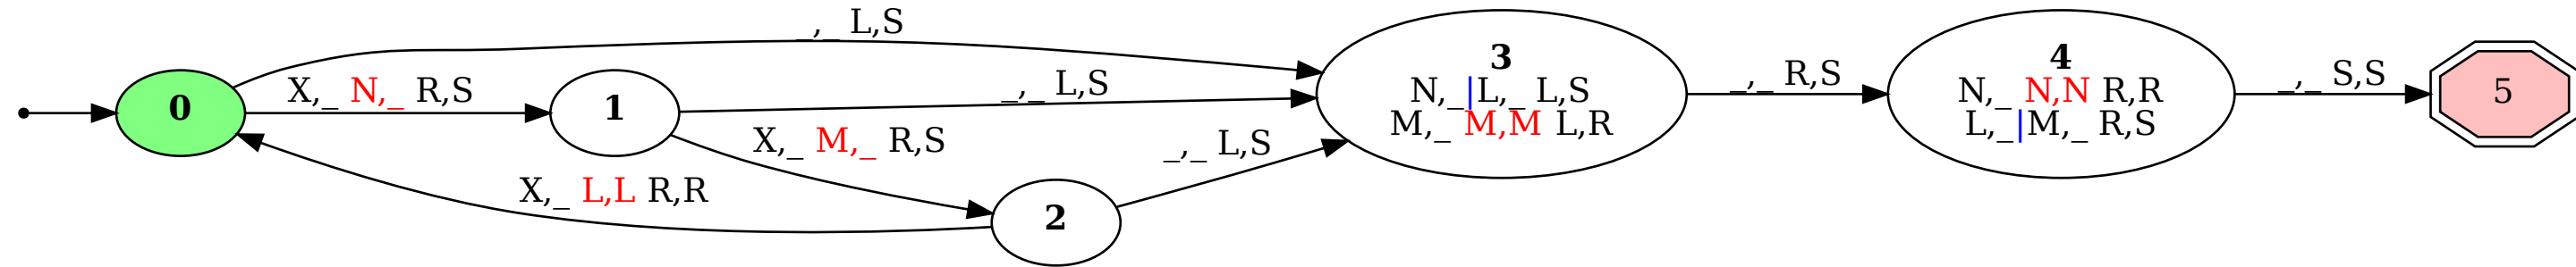 _,_ L,S
0
X,_ N,_ R,S
1
_,_ L,S
X,_ M,_ R,S
X,_ L,L R,R
2
_,_ L,S
3
N,_|L,_ L,S
M,_ M,M L,R
_,_ R,S
4
N,_ N,N R,R
L,_|M,_ R,S
_,_ S,S
5